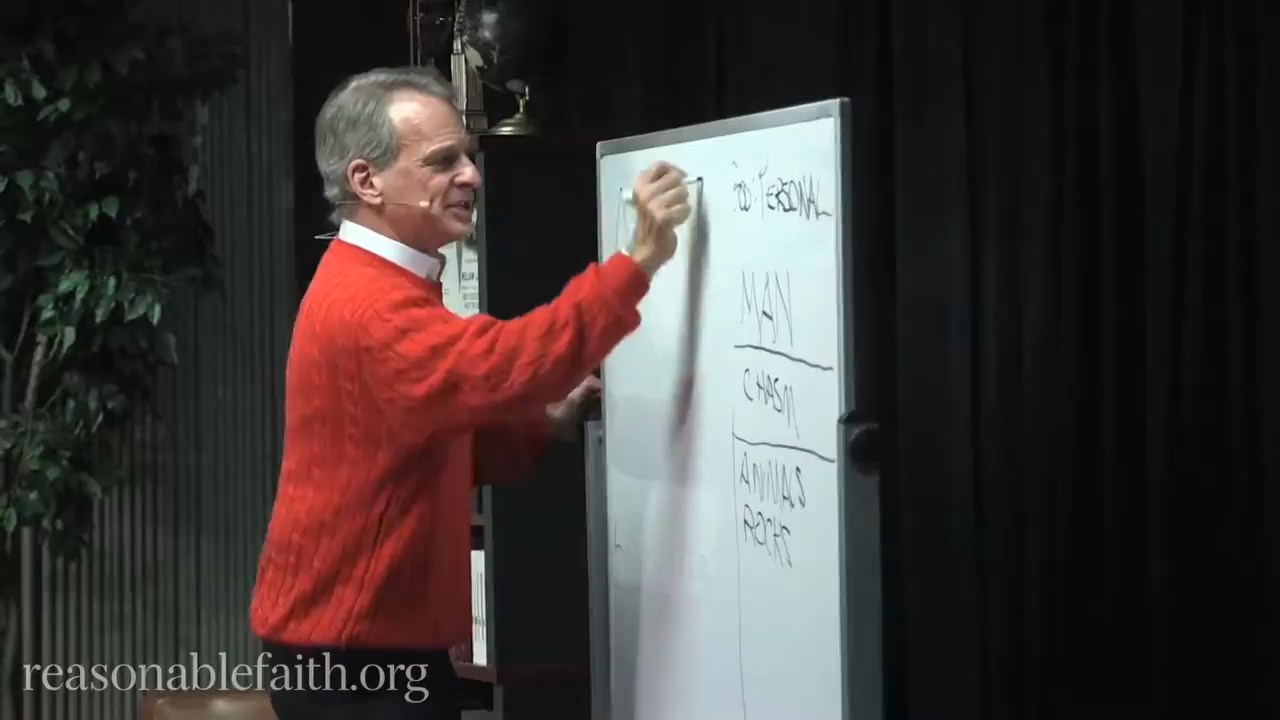 PERSONAL
MAN
CHASM
ANIMALS
ROCKS
reasonablefaith.org